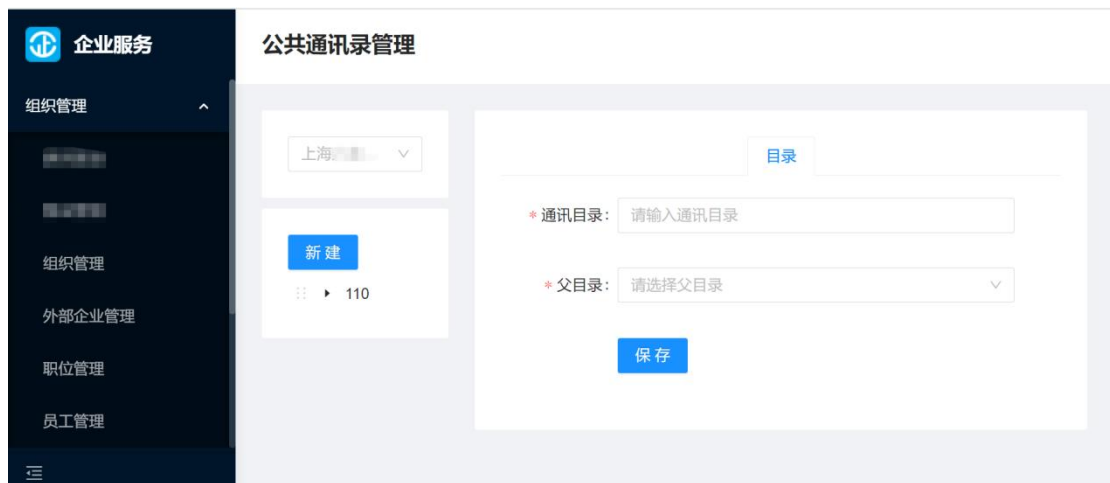 企业服务
组织管理
组织管理
外部企业管理
职位管理
员工管理
公共通讯录管理
上海
新建
110
目录
* 通讯目录： 请输入通讯目录
* 父目录： 请选择父目录
保存